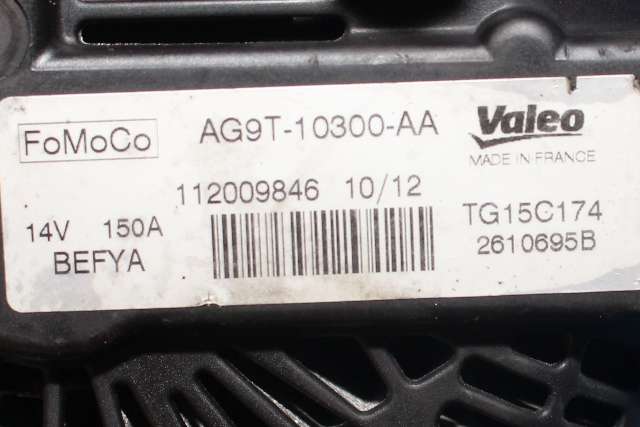 FoMoCo AG9T-10300-AA Valeo
MADE IN FRANCE
112009846 10/12
14V 150A TG15C174
BEFYA 2610695B